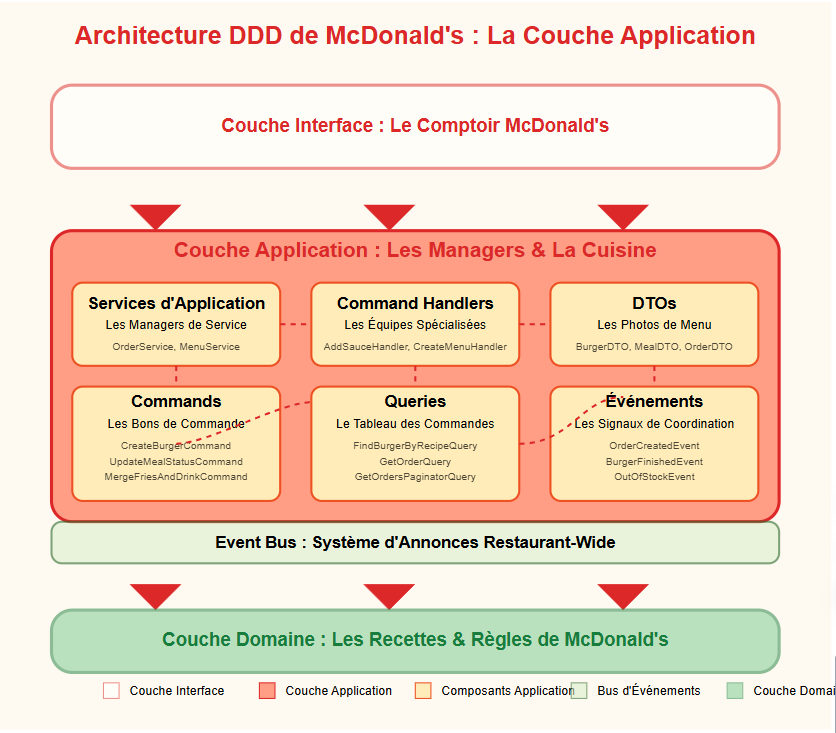 Architecture DDD de McDonald's : La Couche Application
Couche Interface : Le Comptoir McDonald's
Couche Application : Les Managers & La Cuisine
Services d'Application
Les Managers de Service
OrderService, MenuService
Command Handlers
Les Équipes Spécialisées
AddSauceHandler, CreateMenuHandler
DTOs
Les Photos de Menu
BurgerDTO, MealDTO, OrderDTO
Commands
Les Bons de Commande
CreateBurgerCommand
UpdateMealStatusCommand
MergeFriesAndDrinkCommand
Queries
Le Tableau des Commandes
FindBurgerByRecipeQuery
GetOrderQuery
GetOrdersPaginatorQuery
Événements
Les Signaux de Coordination
OrderCreatedEvent
BurgerFinishedEvent
OutOfStockEvent
Event Bus : Système d'Annonces Restaurant-Wide
Couche Domaine : Les Recettes & Règles de McDonald's
Couche Interface
Couche Application
Composants Application
Bus d'Événements
Couche Domai